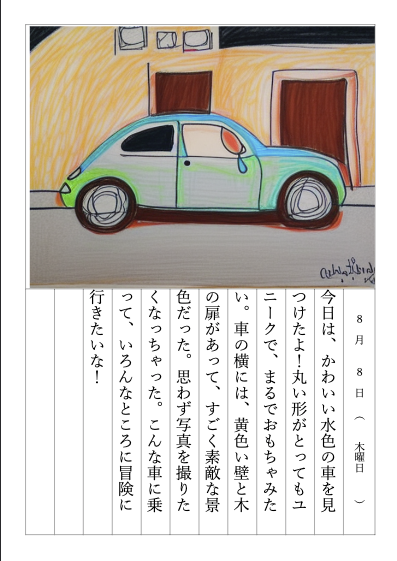 8月8日（木曜日）
今日は、かわいい水色の車を見
つけたよ！丸い形がとってもユ
ニークで、まるでおもちゃみた
い。車の横には、黄色い壁と木
の扉があって、すごく素敵な景
色だった。思わず写真を撮りた
くなっちゃった。こんな車に乗
って、いろんなところに冒険に
行きたいな！